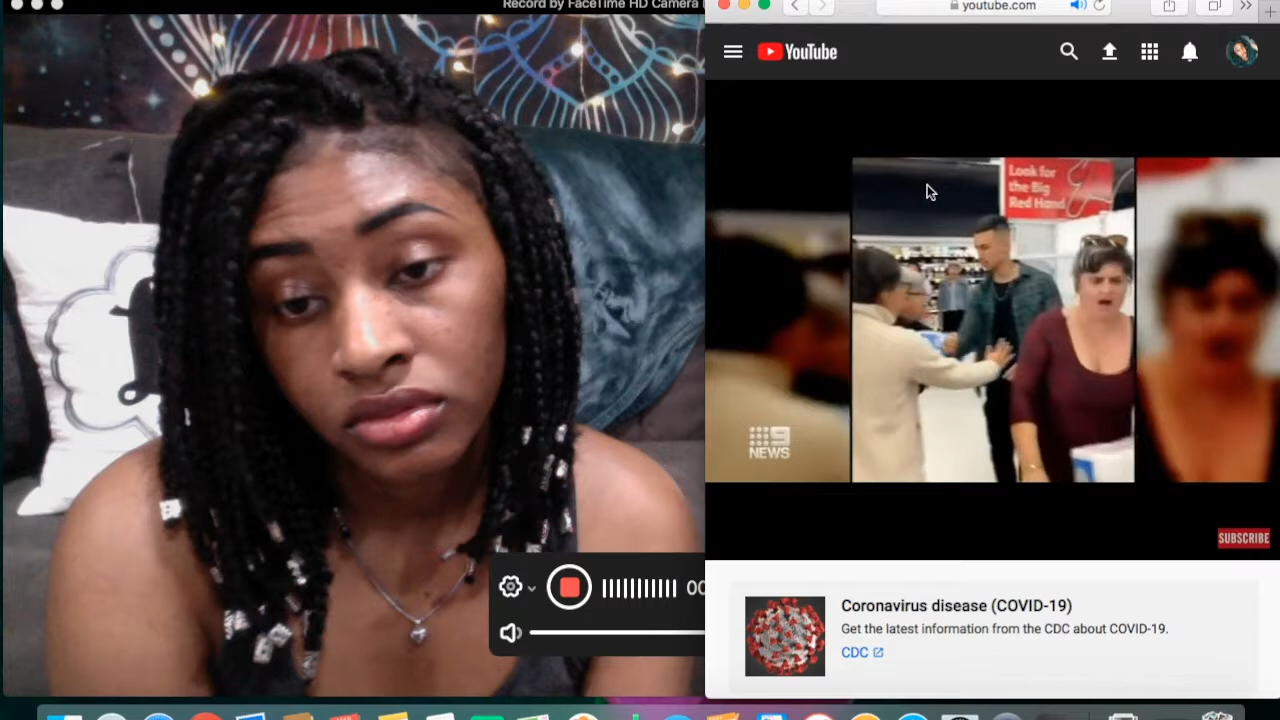 Record by FaceTime HD Camera
youtube.com
YouTube
Look for
the Big
Red Hand
9
NEWS
SUBSCRIBE
00
Coronavirus disease (COVID-19)
Get the latest information from the CDC about COVID-19.
CDC